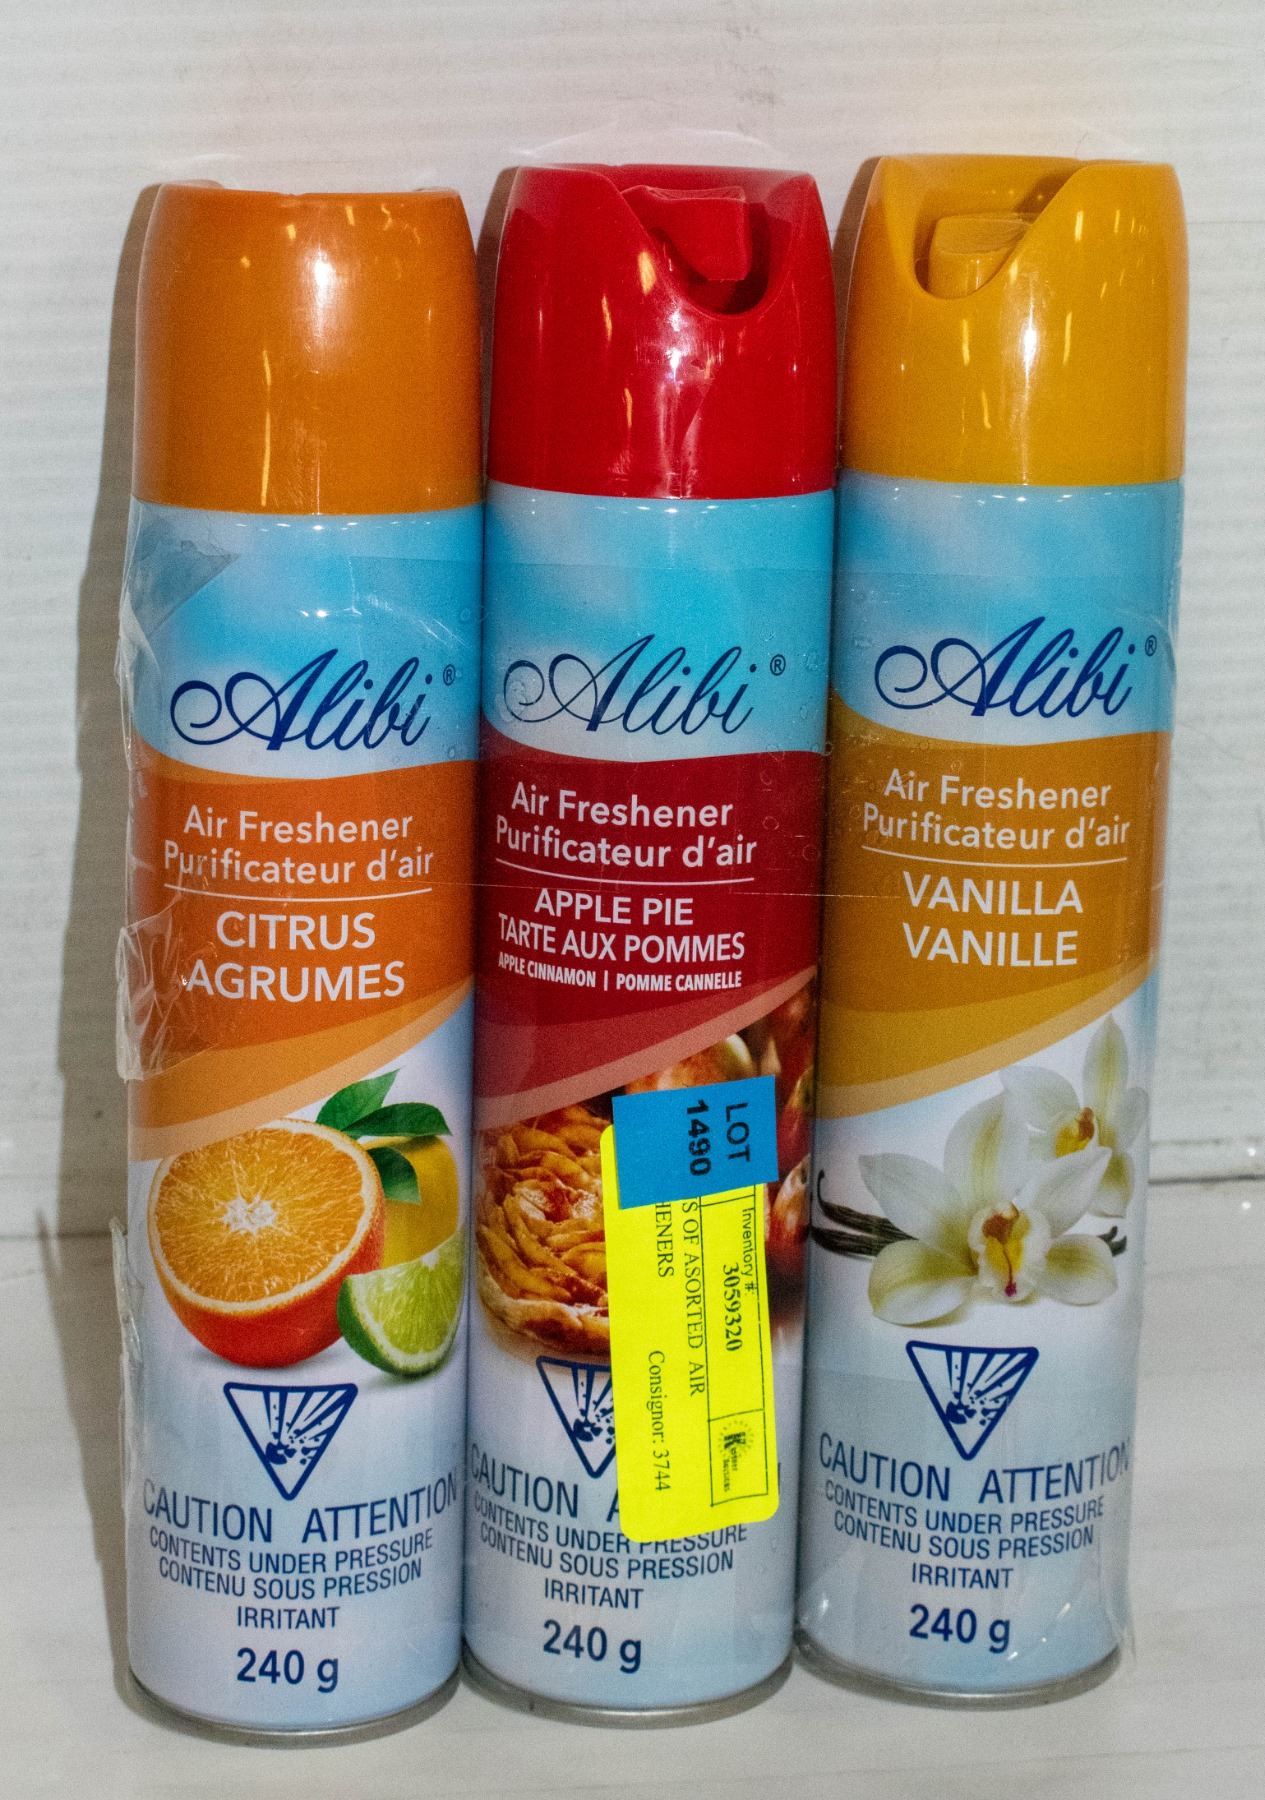 Alibi®
Air Freshener
Purificateur d'air
CITRUS
AGRUMES
CAUTION ATTENTION
CONTENTS UNDER PRESSURE
CONTENU SOUS PRESSION
IRRITANT
240 g
Alibi®
Air Freshener
Purificateur d'air
APPLE PIE
TARTE AUX POMMES
APPLE CINNAMON | POMME CANNELLE
LOT
1490
Inventory #:
3059320
S OF ASORTED AIR
HENERS
Consignor: 3744
CAUTION A
CONTENTS UNDER PRESSURE
CONTENU SOUS PRESSION
IRRITANT
240 g
Alibi®
Air Freshener
Purificateur d'air
VANILLA
VANILLE
CAUTION ATTENTION
CONTENTS UNDER PRESSURE
CONTENU SOUS PRESSION
IRRITANT
240 g